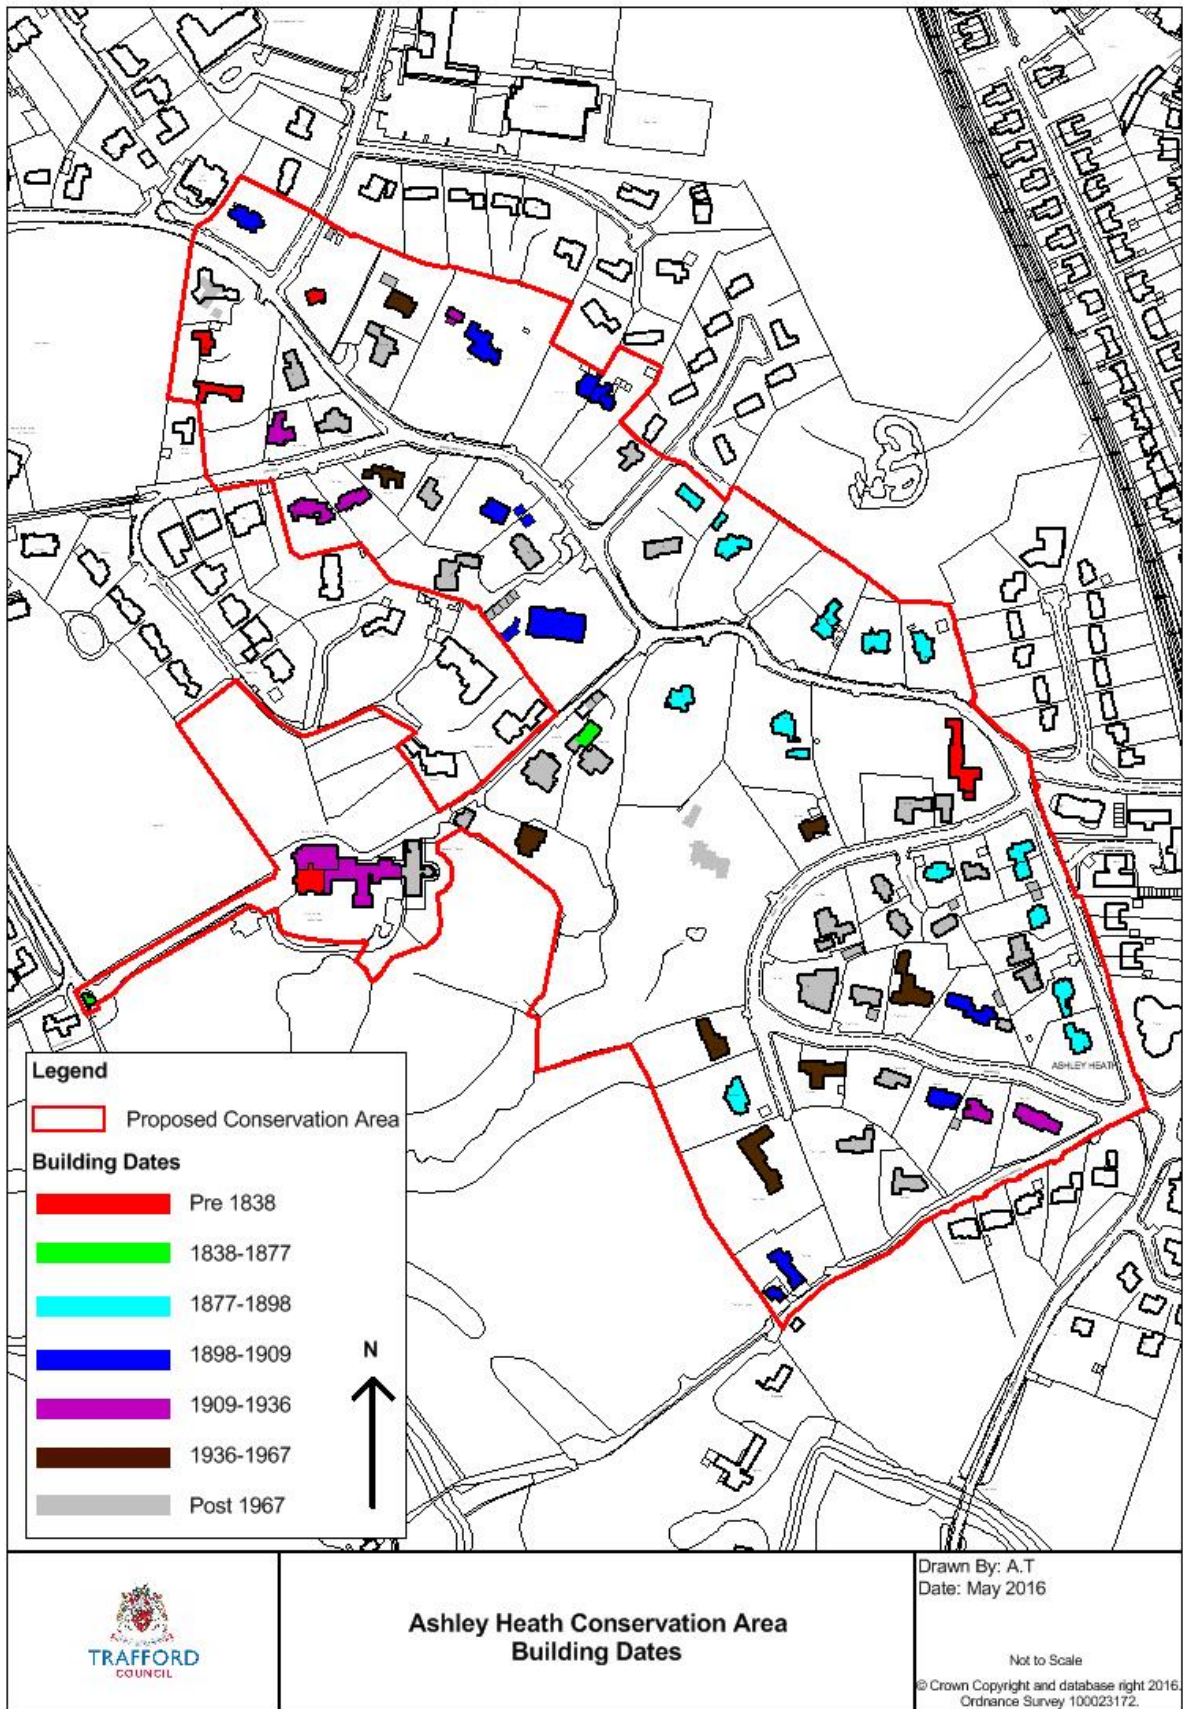 ASHLEY HEATH
Legend
Proposed Conservation Area
Building Dates
Pre 1838
1838-1877
1877-1898
1898-1909
1909-1936
1936-1967
Post 1967
N
TRAFFORD
COUNCIL
Ashley Heath Conservation Area
Building Dates
Drawn By: A.T
Date: May 2016
Not to Scale
© Crown Copyright and database right 2016.
Ordnance Survey 100023172.